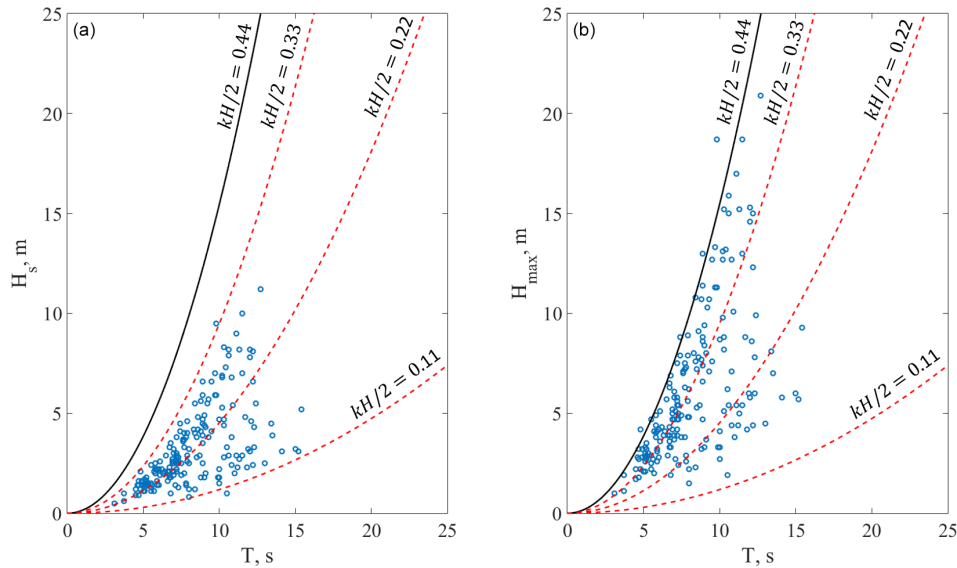 (a)
kH/2 = 0.44
kH/2 = 0.33
kH/2 = 0.22
kH/2 = 0.11
25
20
15
10
5
0
H_s, m
0 5 10 15 20 25
T, s
(b)
kH/2 = 0.44
kH/2 = 0.33
kH/2 = 0.22
kH/2 = 0.11
25
20
15
10
5
0
H_max, m
0 5 10 15 20 25
T, s